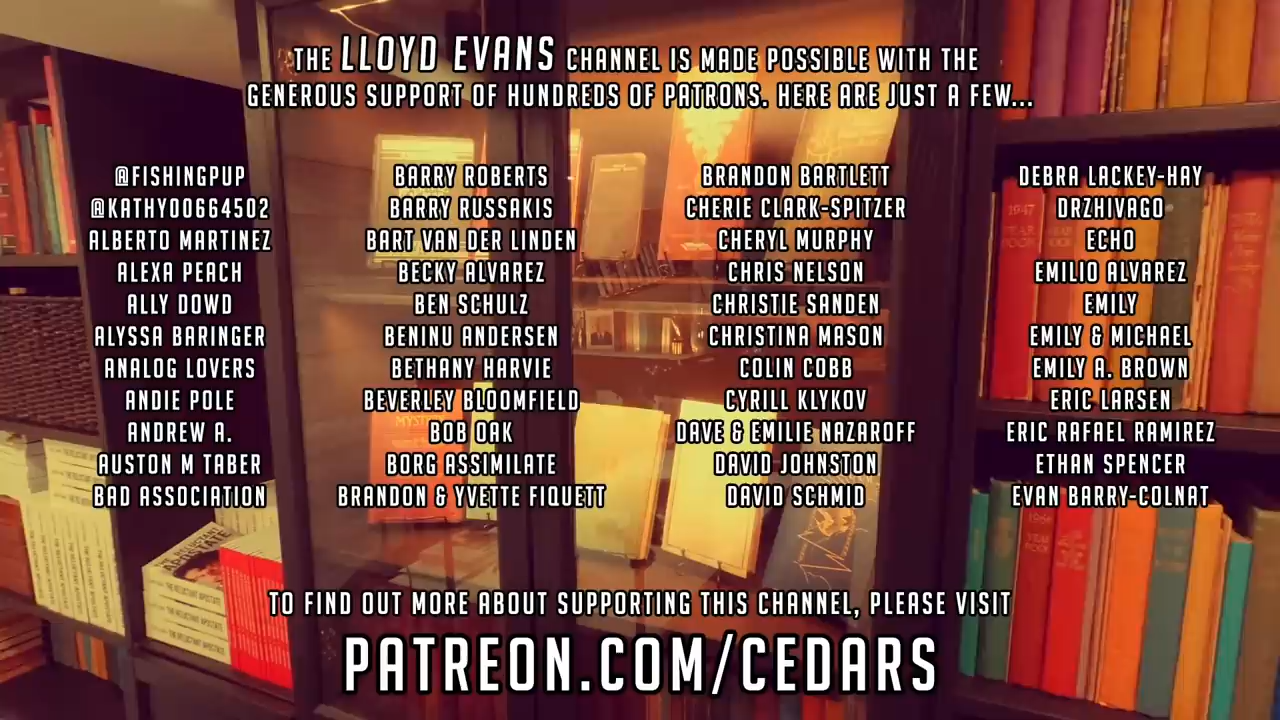 THE LLOYD EVANS CHANNEL IS MADE POSSIBLE WITH THE
GENEROUS SUPPORT OF HUNDREDS OF PATRONS. HERE ARE JUST A FEW...
@FISHINGPUP
@KATHY00664502
ALBERTO MARTINEZ
ALEXA PEACH
ALLY DOWD
ALYSSA BARINGER
ANALOG LOVERS
ANDIE POLE
ANDREW A.
AUSTON M TABER
BAD ASSOCIATION
BARRY ROBERTS
BARRY RUSSAKIS
BART VAN DER LINDEN
BECKY ALVAREZ
BEN SCHULZ
BENINU ANDERSEN
BETHANY HARVIE
BEVERLEY BLOOMFIELD
BOB OAK
BORG ASSIMILATE
BRANDON & YVETTE FIQUETT
BRANDON BARTLETT
CHERIE CLARK-SPITZER
CHERYL MURPHY
CHRIS NELSON
CHRISTIE SANDEN
CHRISTINA MASON
COLIN COBB
CYRILL KLYKOV
DAVE & EMILIE NAZAROFF
DAVID JOHNSTON
DAVID SCHMID
DEBRA LACKEY-HAY
DRZHIVAGO
ECHO
EMILIO ALVAREZ
EMILY
EMILY & MICHAEL
EMILY A. BROWN
ERIC LARSEN
ERIC RAFAEL RAMIREZ
ETHAN SPENCER
EVAN BARRY-COLNAT
1947
YEAR
BOOK
THE RELUCTANT APOSTATE
TO FIND OUT MORE ABOUT SUPPORTING THIS CHANNEL, PLEASE VISIT
PATREON.COM/CEDARS